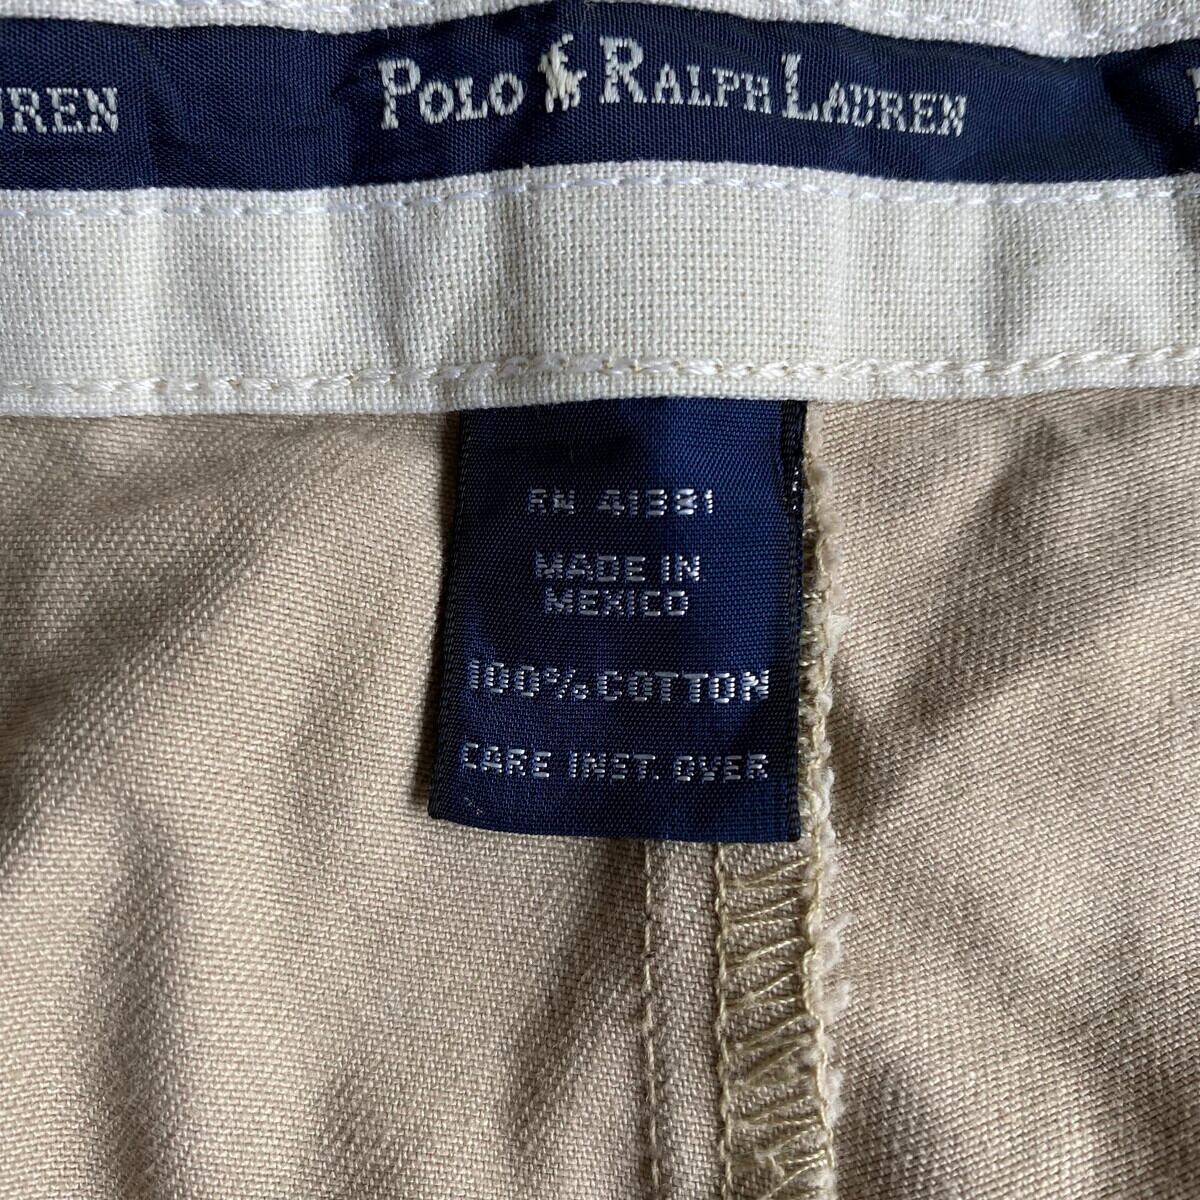 UREN
POLO RALPH LAUREN
RN 41381
MADE IN
MEXICO
100% COTTON
CARE INST. OVER